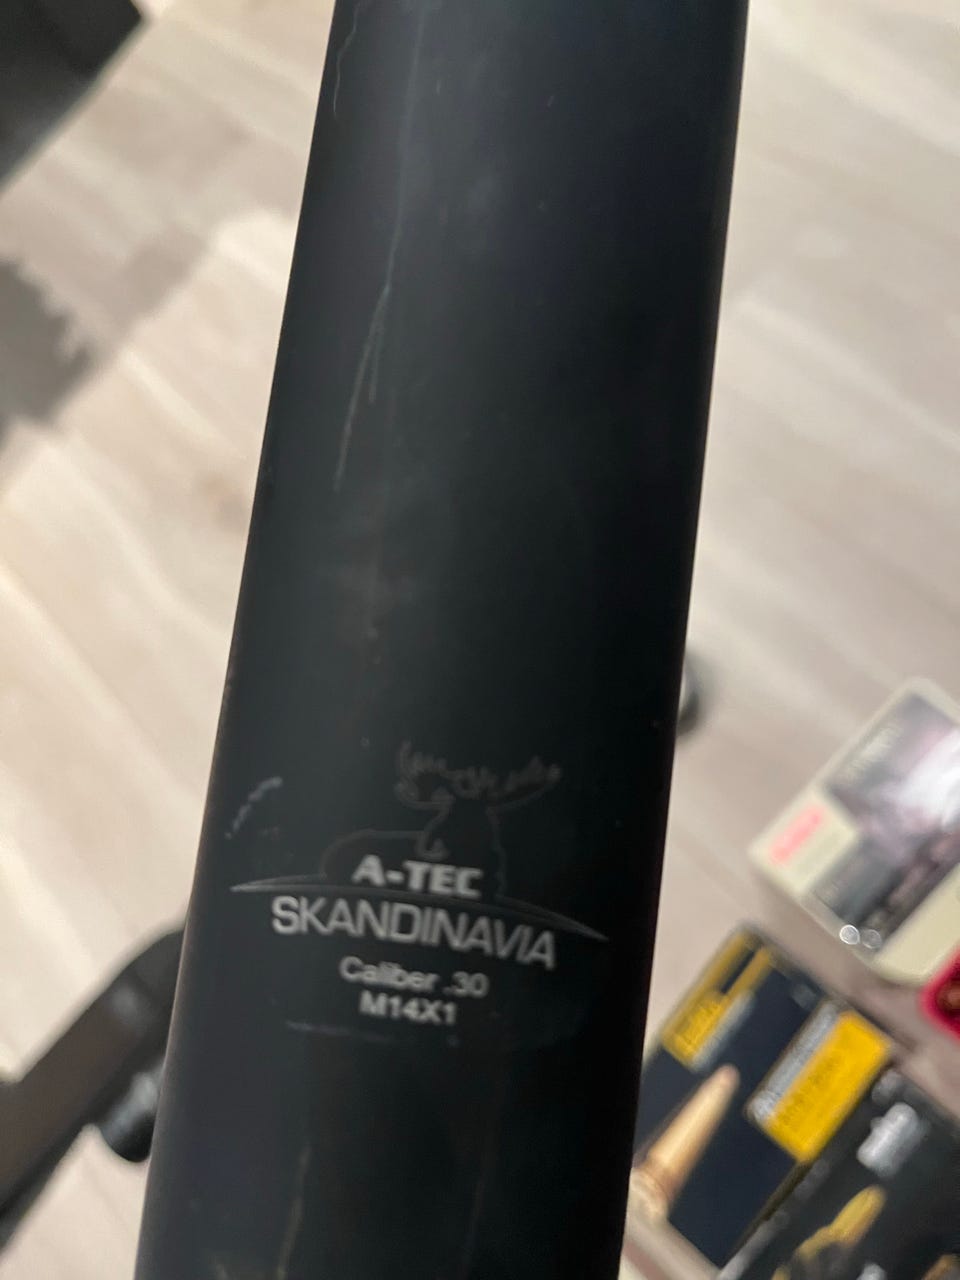 A-TEC
SKANDINAVIA
Caliber .30
M14X1